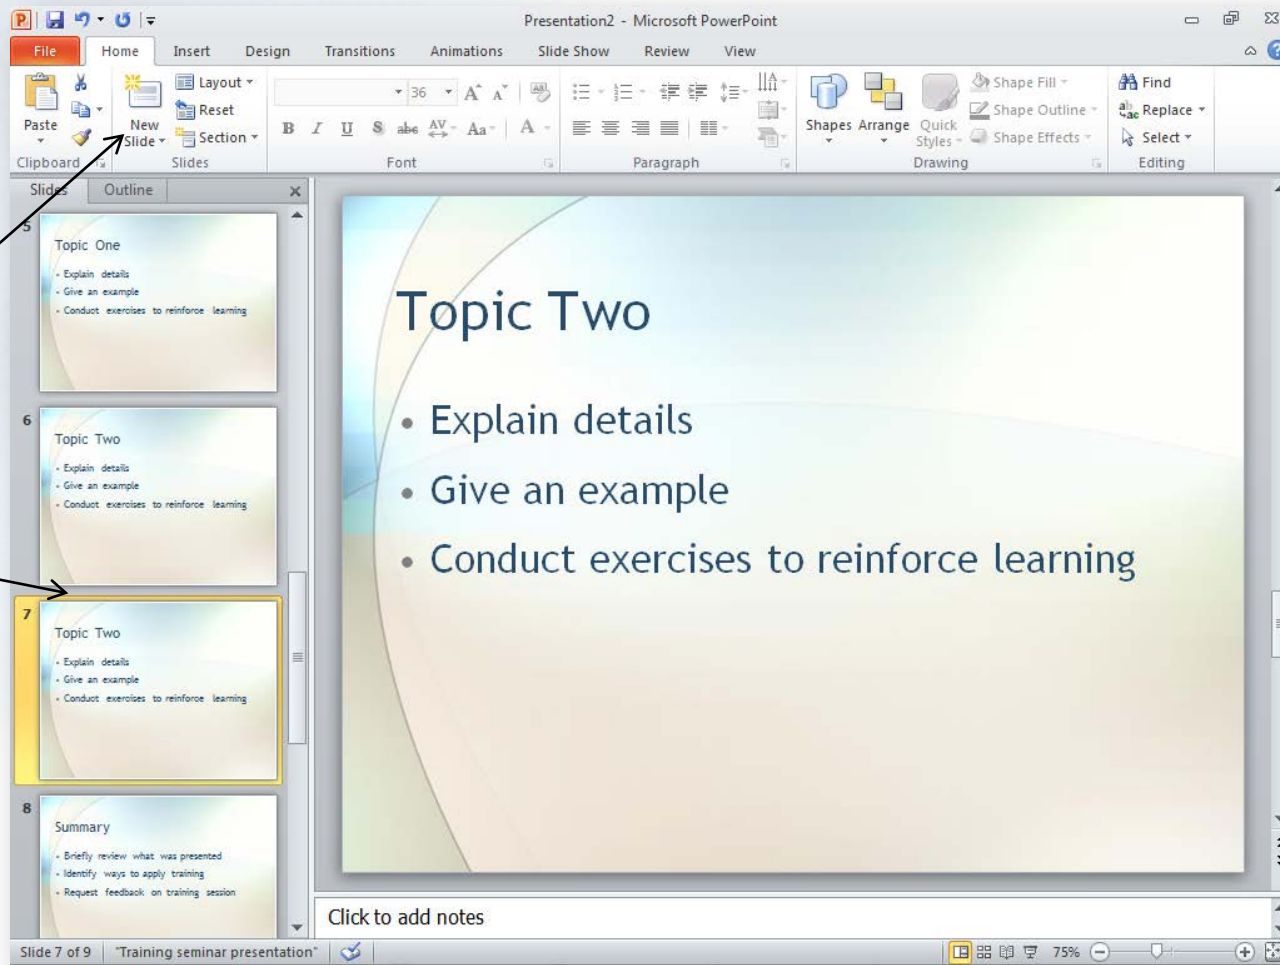 Presentation2 - Microsoft PowerPoint
File Home Insert Design Transitions Animations Slide Show Review View
Paste
New Slide
Layout
Reset
Section
36
B I U S abc AV Aa A
Shapes Arrange Quick Styles
Shape Fill
Shape Outline
Shape Effects
Find
Replace
Select
Clipboard Slides Font Paragraph Drawing Editing
Slides Outline
5
Topic One
• Explain details
• Give an example
• Conduct exercises to reinforce learning
6
Topic Two
• Explain details
• Give an example
• Conduct exercises to reinforce learning
7
Topic Two
• Explain details
• Give an example
• Conduct exercises to reinforce learning
8
Summary
• Briefly review what was presented
• Identify ways to apply training
• Request feedback on training session
Topic Two
• Explain details
• Give an example
• Conduct exercises to reinforce learning
Click to add notes
Slide 7 of 9 "Training seminar presentation" 75%